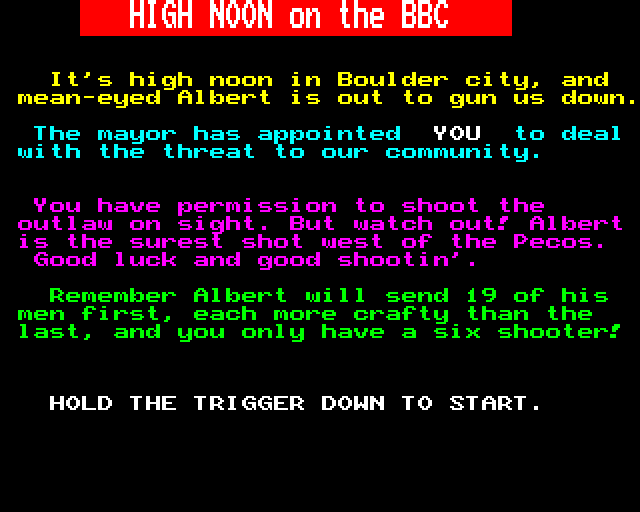 HIGH NOON on the BBC
It's high noon in Boulder city, and
mean-eyed Albert is out to gun us down.
The mayor has appointed YOU to deal
with the threat to our community.
You have permission to shoot the
outlaw on sight. But watch out! Albert
is the surest shot west of the Pecos.
Good luck and good shootin'.
Remember Albert will send 19 of his
men first, each more crafty than the
last, and you only have a six shooter!
HOLD THE TRIGGER DOWN TO START.